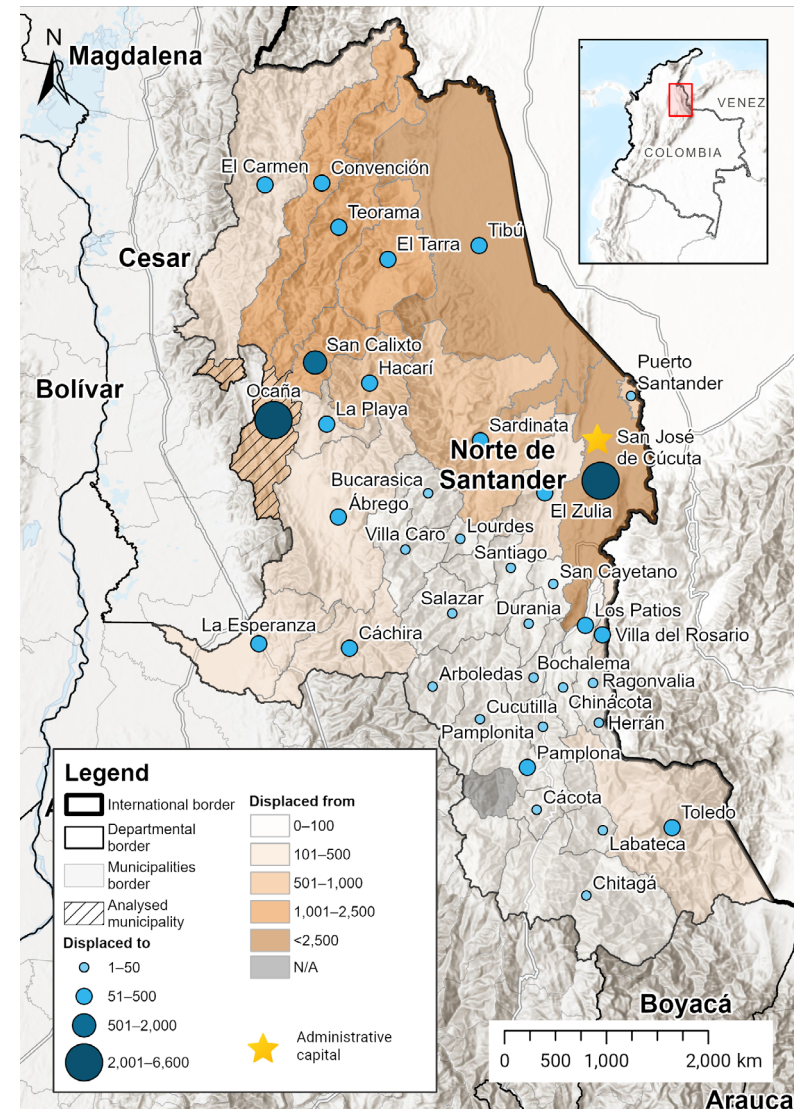 N
Magdalena
VENEZ
COLOMBIA
El Carmen
Convención
Teorama
El Tarra
Tibú
Cesar
San Calixto
Hacarí
Puerto
Santander
Bolívar
Ocaña
La Playa
Sardinata
San José
de Cúcuta
Norte de
Santander
Bucarasica
Ábrego
El Zulia
Villa Caro
Lourdes
Santiago
San Cayetano
Salazar
Durania
Los Patios
La Esperanza
Cáchira
Villa del Rosario
Arboledas
Bochalema
Ragonvalia
Chinácota
Cucutilla
Herrán
Pamplonita
Pamplona
Cácota
Toledo
Labateca
Chitagá
Legend
International border
Departmental
border
Municipalities
border
Analysed
municipality
Displaced to
1–50
51–500
501–2,000
2,001–6,600
Displaced from
0–100
101–500
501–1,000
1,001–2,500
<2,500
N/A
Administrative
capital
Boyacá
0 500 1,000 2,000 km
Arauca